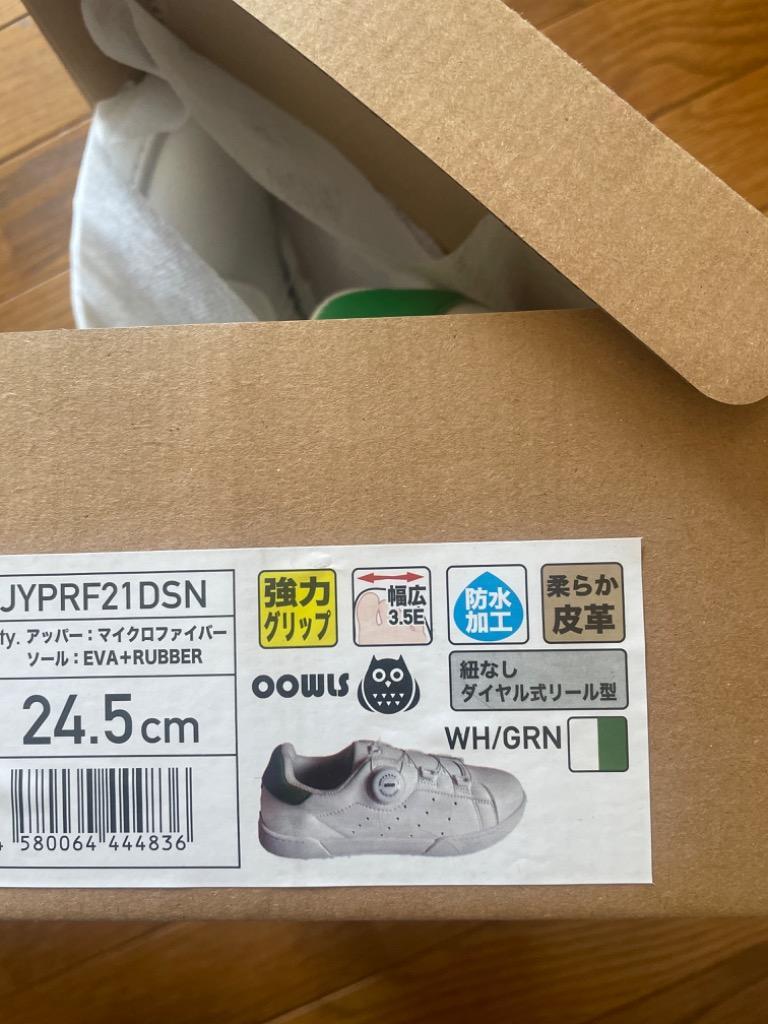 JYPRF21DSN
fy. アッパー：マイクロファイバー
ソール：EVA+RUBBER
24.5cm
580064 444836
強力
グリップ
幅広
3.5E
防水
加工
柔らか
皮革
OOWLS
紐なし
ダイヤル式リール型
WH/GRN